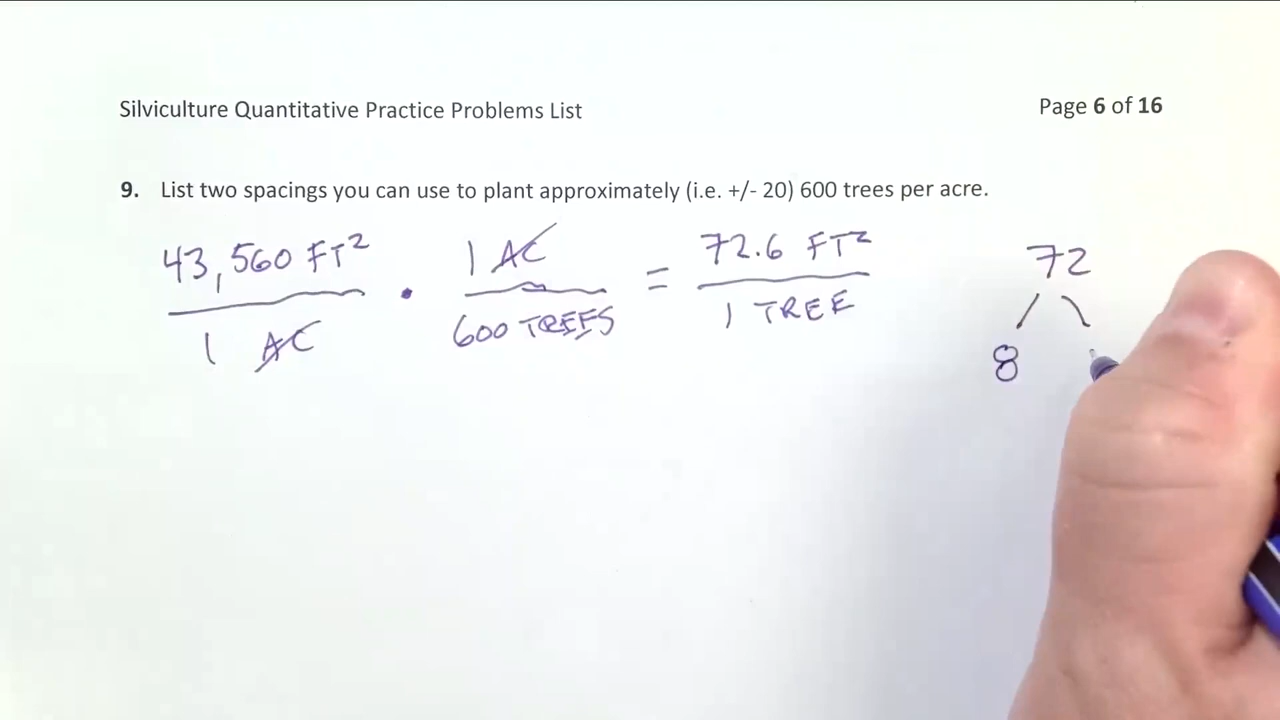 Silviculture Quantitative Practice Problems List Page 6 of 16
9. List two spacings you can use to plant approximately (i.e. +/- 20) 600 trees per acre.
43,560 FT² / 1 AC · 1 AC / 600 TREES = 72.6 FT² / 1 TREE
72
8